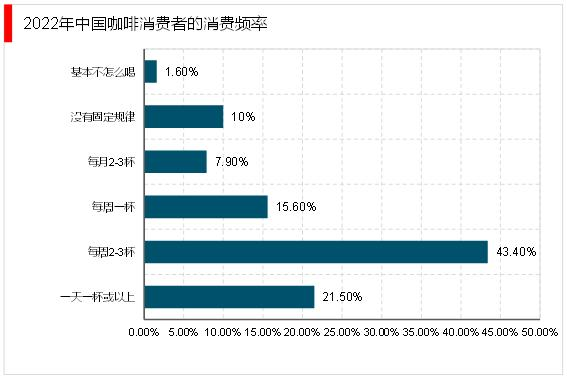 2022年中国咖啡消费者的消费频率
基本不怎么喝
1.60%
没有固定规律
10%
每月2-3杯
7.90%
每周一杯
15.60%
每周2-3杯
43.40%
一天一杯或以上
21.50%
0.00% 5.00% 10.00% 15.00% 20.00% 25.00% 30.00% 35.00% 40.00% 45.00% 50.00%